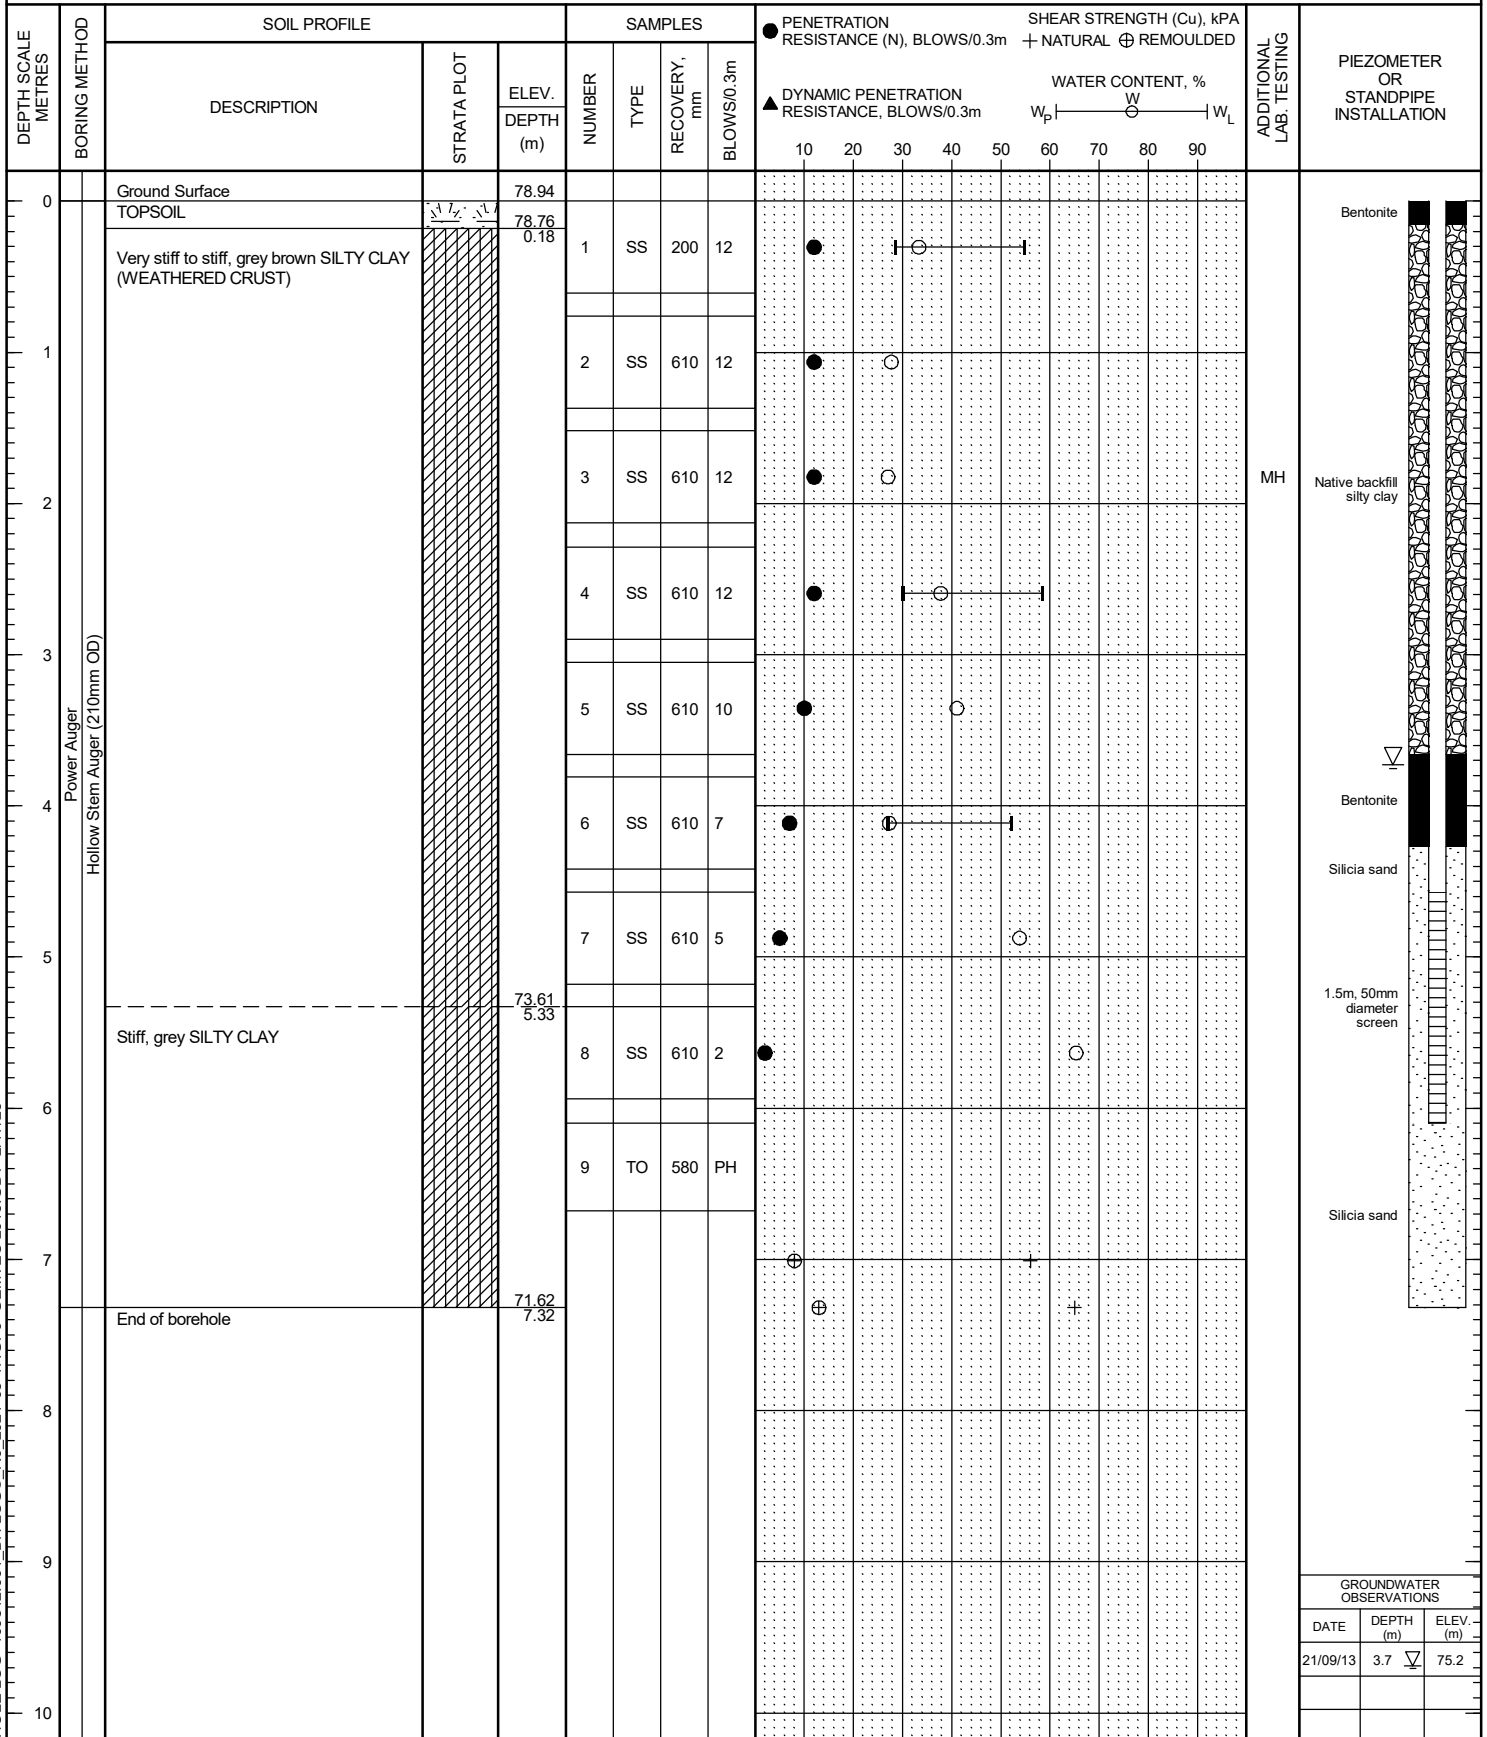 DEPTH SCALE
METRES
BORING METHOD
SOIL PROFILE
DESCRIPTION
STRATA PLOT
ELEV.
DEPTH
(m)
SAMPLES
NUMBER
TYPE
RECOVERY,
mm
BLOWS/0.3m
PENETRATION
RESISTANCE (N), BLOWS/0.3m
DYNAMIC PENETRATION
RESISTANCE, BLOWS/0.3m
SHEAR STRENGTH (Cu), kPA
+ NATURAL ⊕ REMOULDED
WATER CONTENT, %
W
WP WL
10 20 30 40 50 60 70 80 90
ADDITIONAL
LAB. TESTING
PIEZOMETER
OR
STANDPIPE
INSTALLATION
0
1
2
3
4
5
6
7
8
9
10
Power Auger
Hollow Stem Auger (210mm OD)
Ground Surface 78.94
TOPSOIL
78.76
0.18
Very stiff to stiff, grey brown SILTY CLAY
(WEATHERED CRUST)
73.61
5.33
Stiff, grey SILTY CLAY
71.62
7.32
End of borehole
1 SS 200 12
2 SS 610 12
3 SS 610 12
4 SS 610 12
5 SS 610 10
6 SS 610 7
7 SS 610 5
8 SS 610 2
9 TO 580 PH
MH
Bentonite
Native backfill
silty clay
Bentonite
Silicia sand
1.5m, 50mm
diameter
screen
Silicia sand
GROUNDWATER
OBSERVATIONS
DATE DEPTH
(m) ELEV.
(m)
21/09/13 3.7 75.2